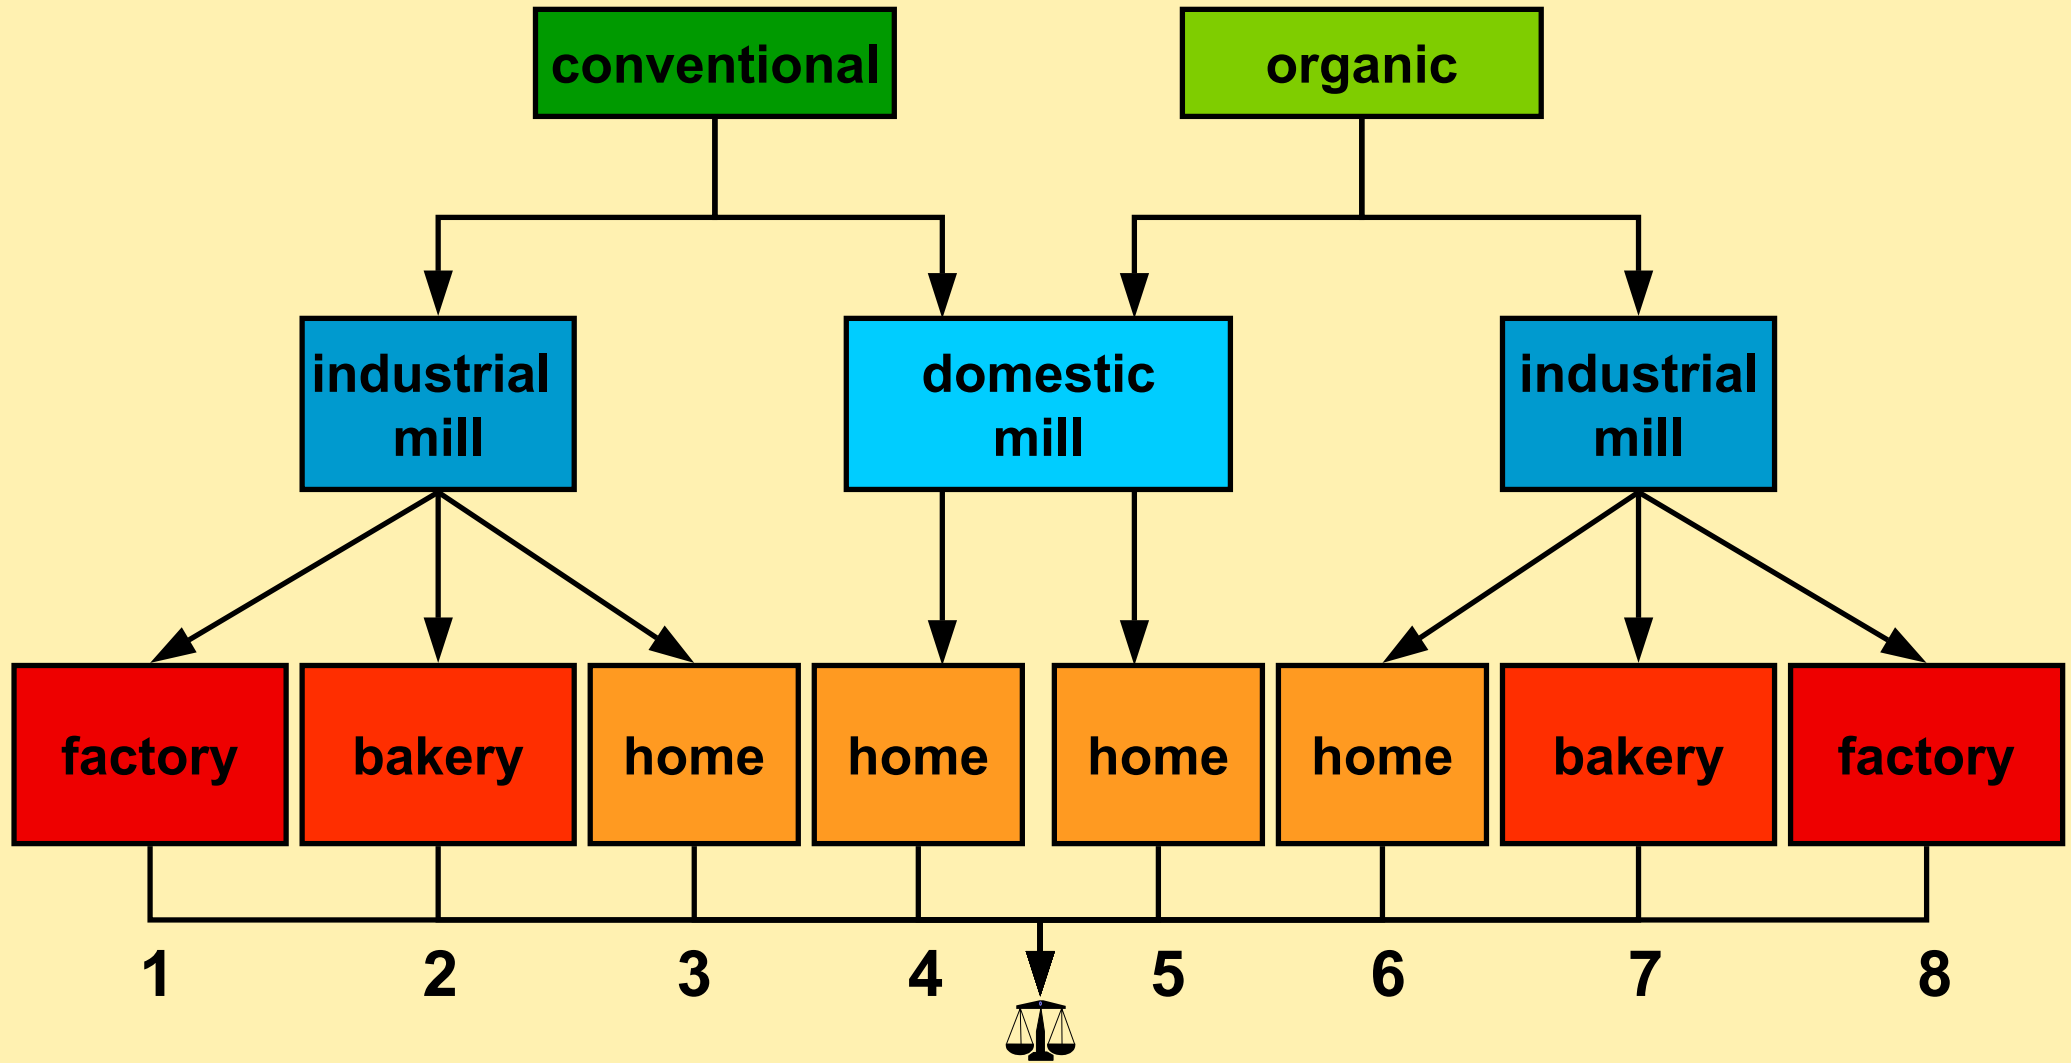 conventional
organic
industrial
mill
domestic
mill
industrial
mill
factory
bakery
home
home
home
home
bakery
factory
1
2
3
4
5
6
7
8